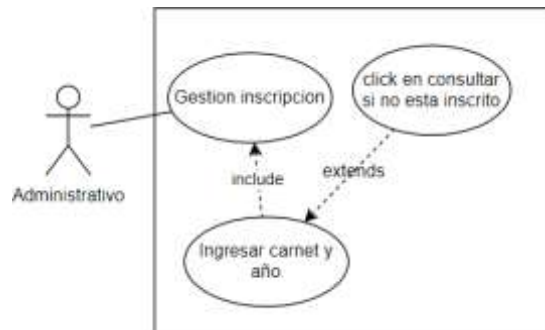 Gestion inscripcion
click en consultar
si no esta inscrito
Administrativo
include
extends
Ingresar carnet y
año